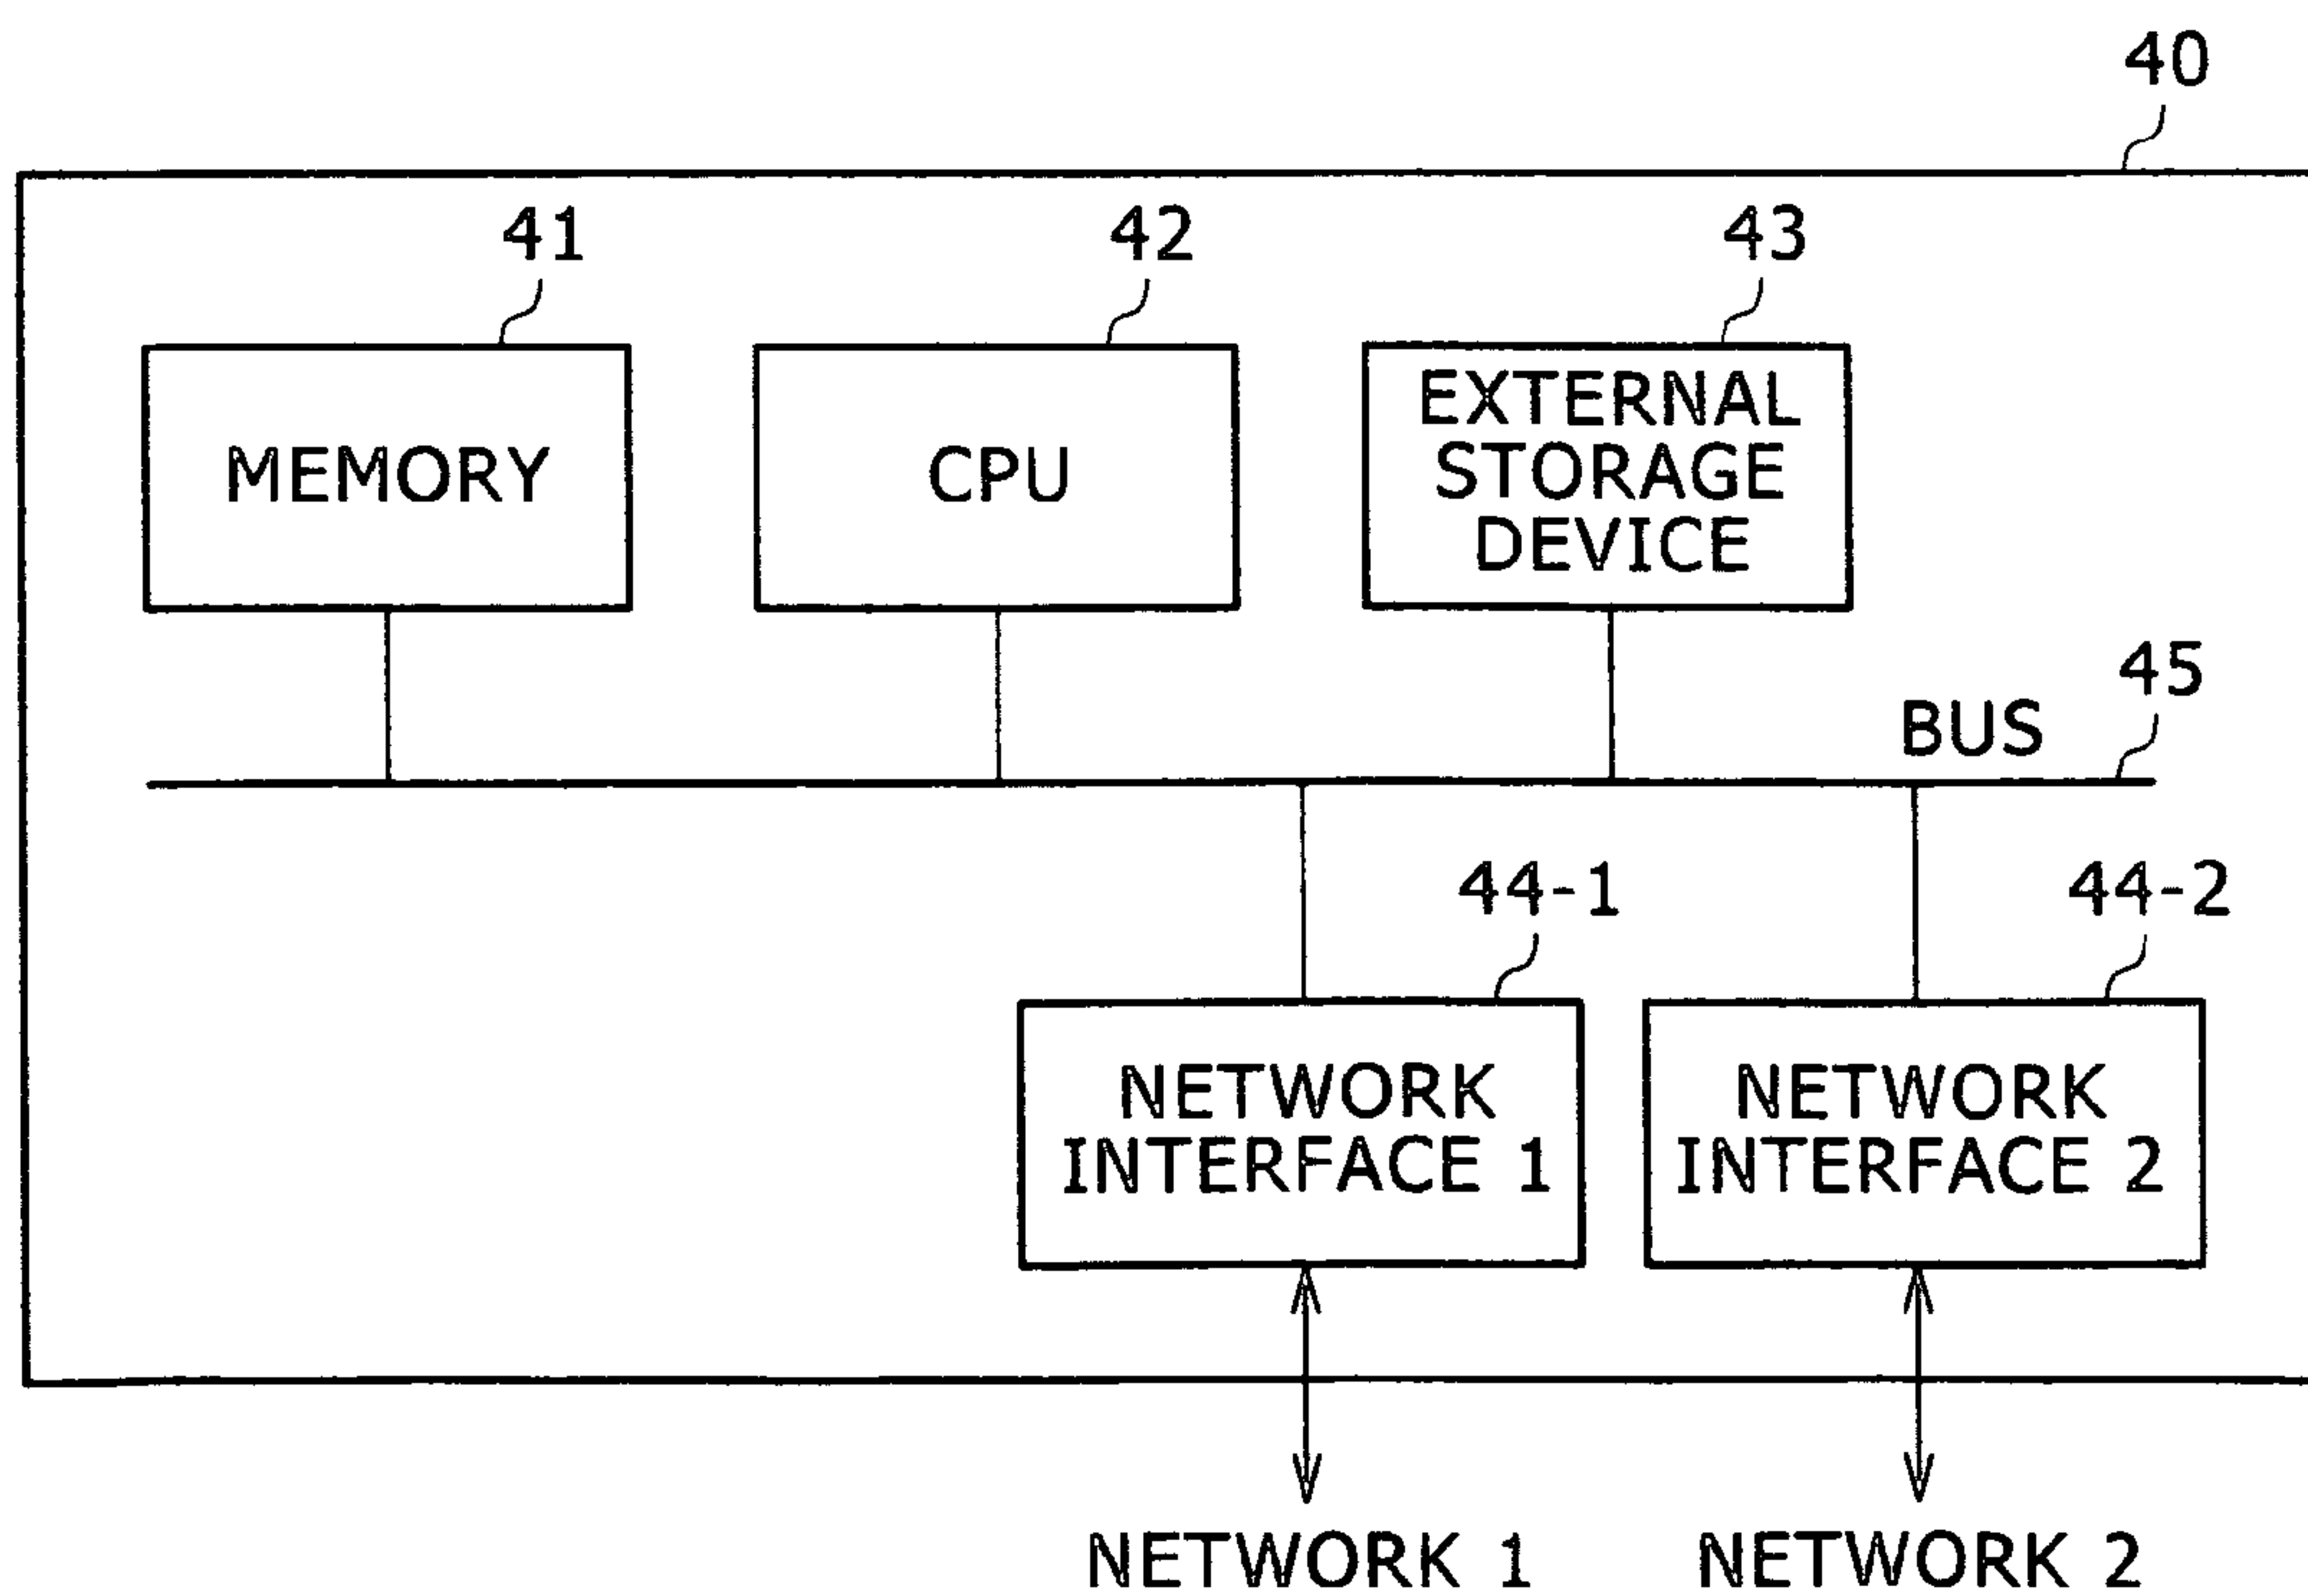 40
41
42
43
MEMORY
CPU
EXTERNAL
STORAGE
DEVICE
45
BUS
44-1
44-2
NETWORK
INTERFACE 1
NETWORK
INTERFACE 2
NETWORK 1
NETWORK 2